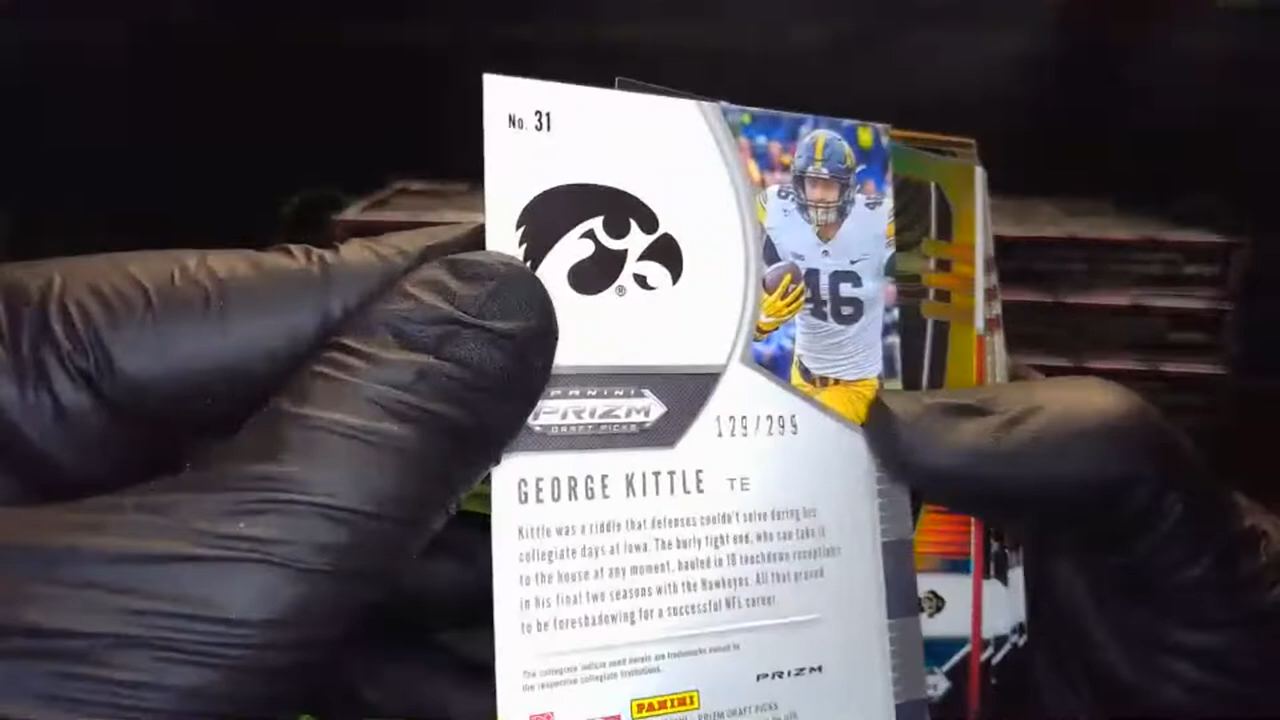 No. 31
46
46
PANINI
PRIZM
DRAFT PICKS
129/299
GEORGE KITTLE TE
Kittle was a riddle that defenses couldn't solve during his
collegiate days at Iowa. The burly tight end, who can take it
to the house at any moment, hauled in 10 touchdown receptions
in his final two seasons with the Hawkeyes. All that proved
to be foreshadowing for a successful NFL career.
The collegiate indicia used herein are trademarks owned by
the respective collegiate institutions.
PRIZM
PANINI
PRIZM DRAFT PICKS